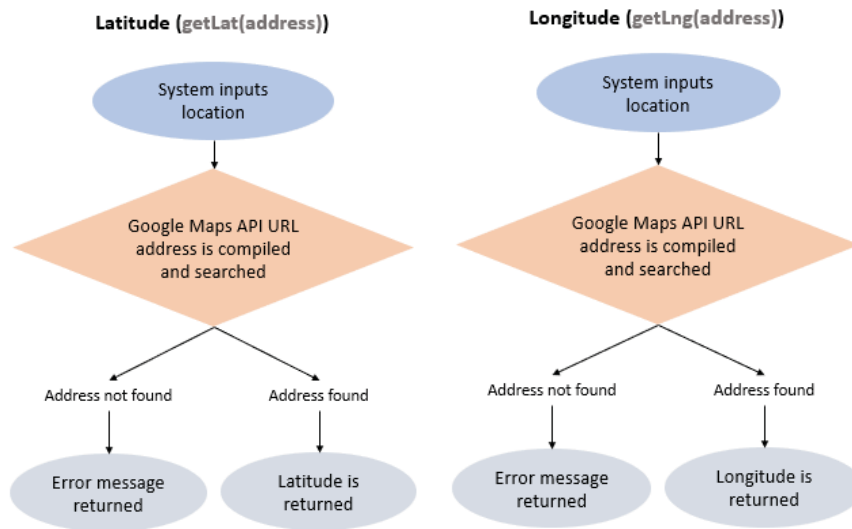 Latitude (getLat(address))
System inputs
location
Google Maps API URL
address is compiled
and searched
Address not found
Address found
Error message
returned
Latitude is
returned
Longitude (getLng(address))
System inputs
location
Google Maps API URL
address is compiled
and searched
Address not found
Address found
Error message
returned
Longitude is
returned